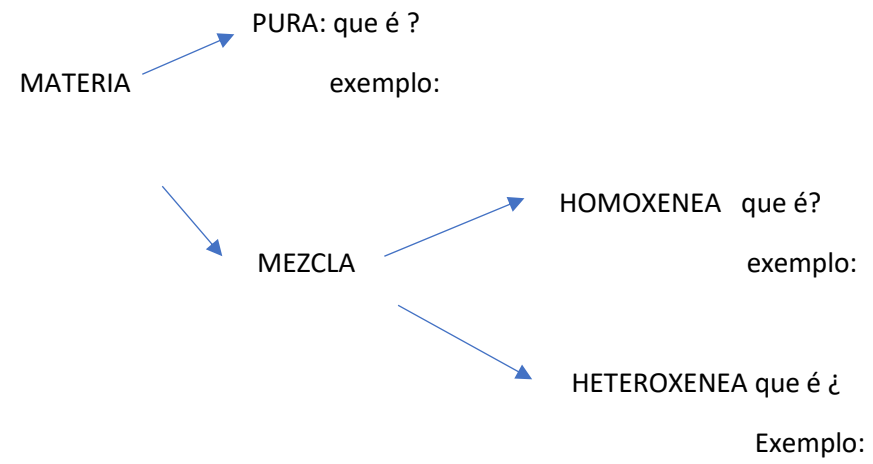 PURA: que é ?
MATERIA
exemplo:
HOMOXENEA que é?
MEZCLA
exemplo:
HETEROXENEA que é ¿
Exemplo: